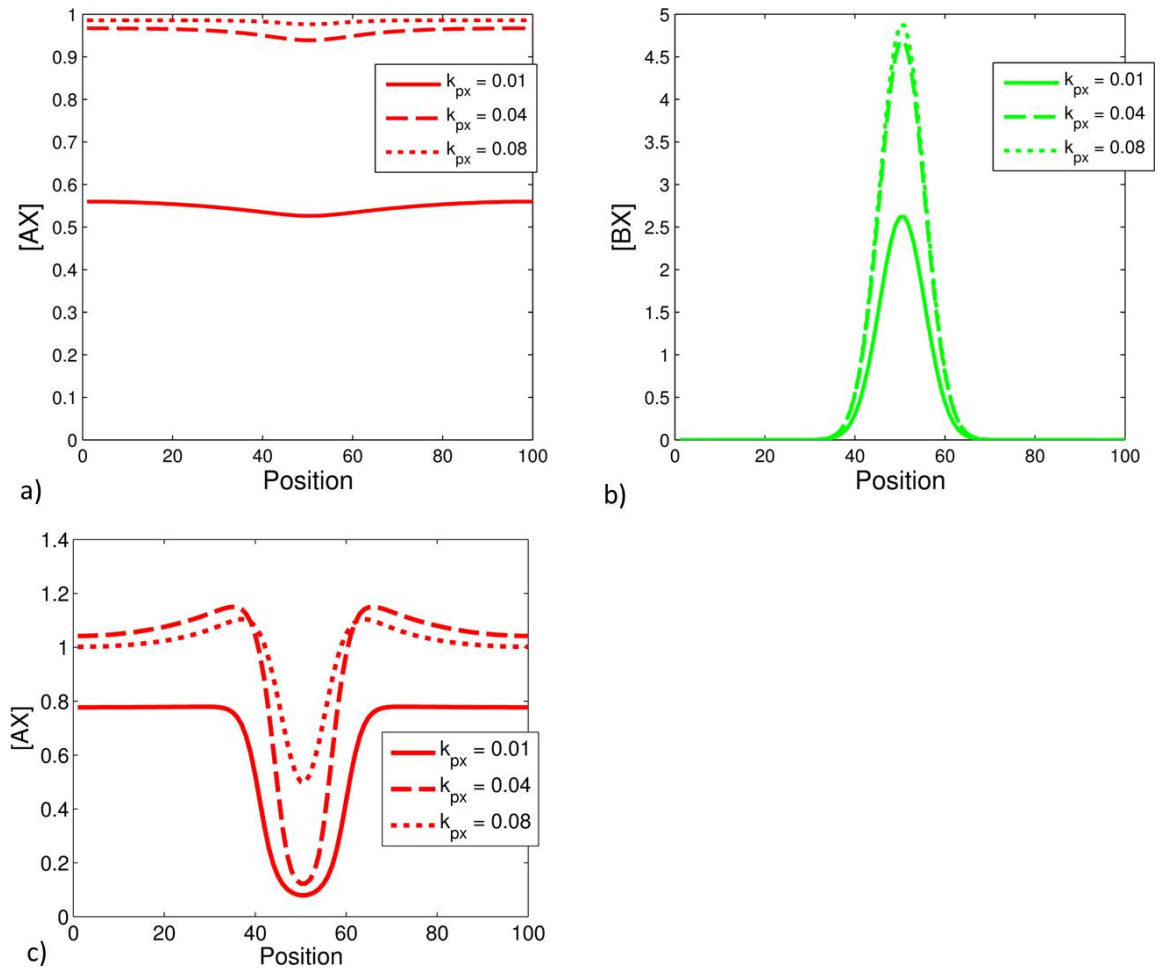 1
0.9
0.8
0.7
0.6
0.5
0.4
0.3
0.2
0.1
0
[AX]
0 20 40 60 80 100
Position
k_px = 0.01
k_px = 0.04
k_px = 0.08
a)
5
4.5
4
3.5
3
2.5
2
1.5
1
0.5
0
[BX]
0 20 40 60 80 100
Position
k_px = 0.01
k_px = 0.04
k_px = 0.08
b)
1.4
1.2
1
0.8
0.6
0.4
0.2
0
[AX]
0 20 40 60 80 100
Position
k_px = 0.01
k_px = 0.04
k_px = 0.08
c)